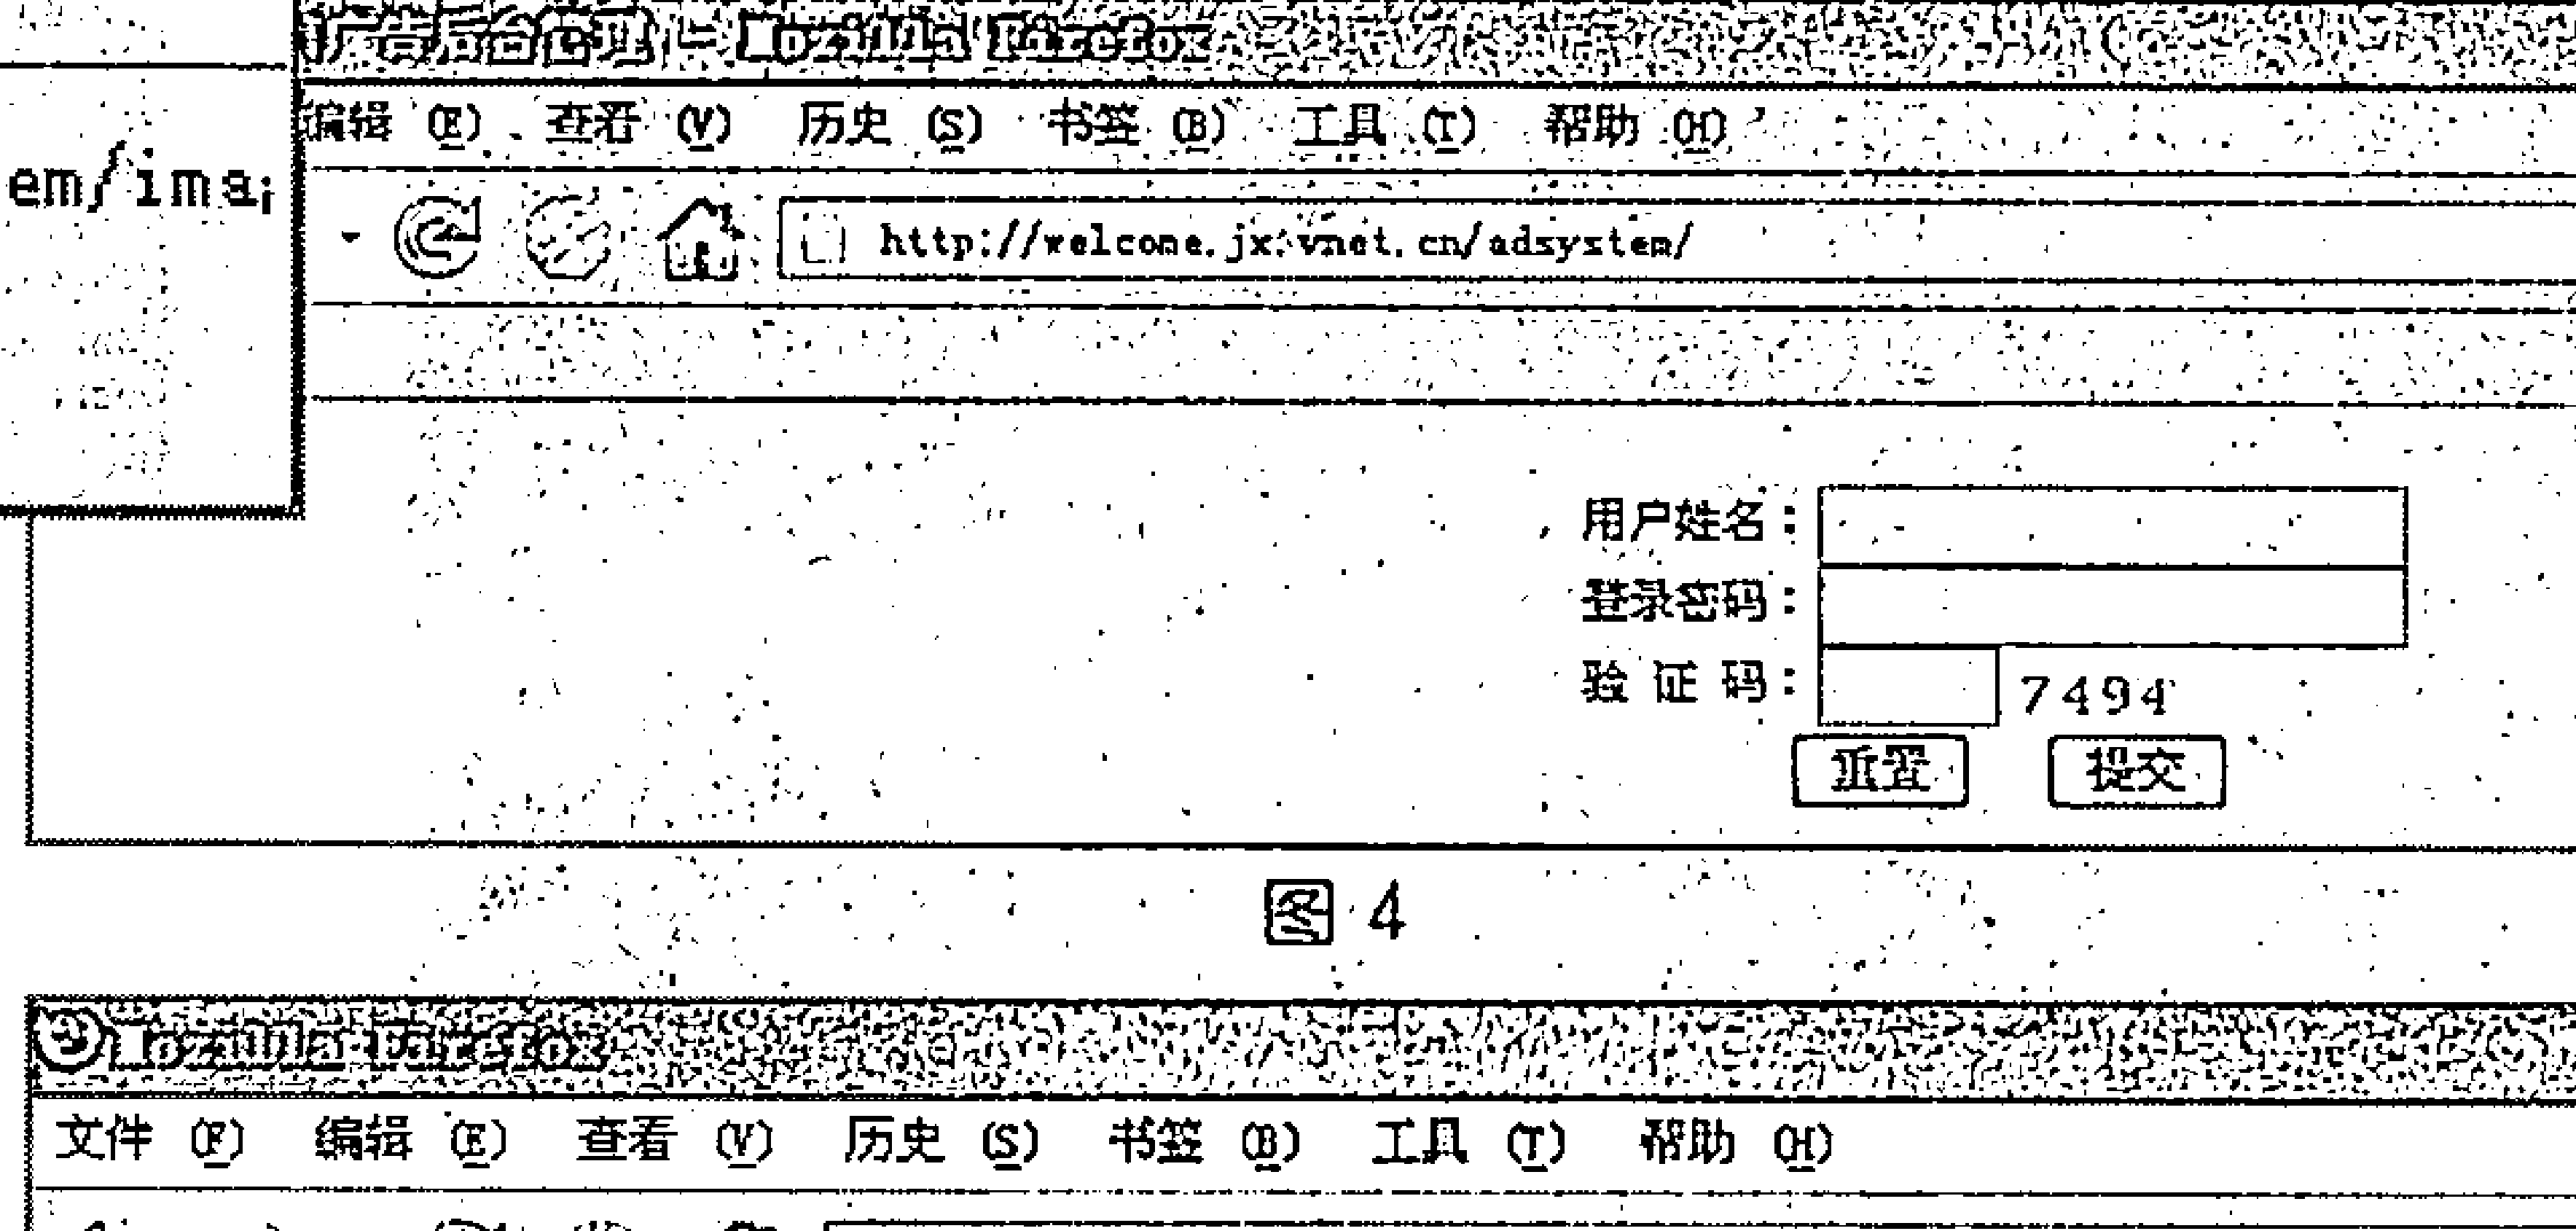 广告后台管理 - Mozilla Firefox
编辑 (E) 查看 (V) 历史 (S) 书签 (B) 工具 (T) 帮助 (H)
em/ima
http://welcome.jx.vnet.cn/adsystem/
用户姓名:
登录密码:
验 证 码: 7494
重置 提交
图 4
Mozilla Firefox
文件 (F) 编辑 (E) 查看 (V) 历史 (S) 书签 (B) 工具 (T) 帮助 (H)